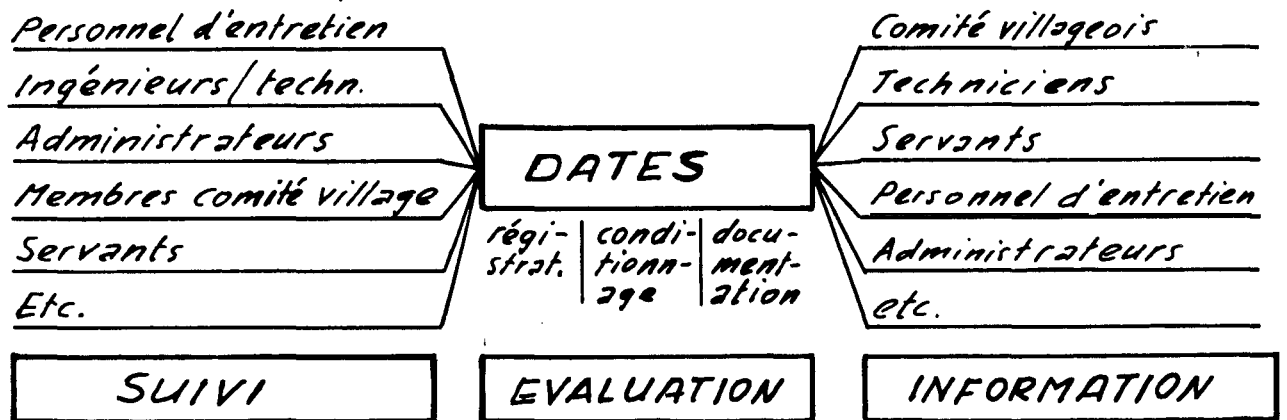 Personnel d'entretien
Ingénieurs/techn.
Administrateurs
Membres comité village
Servants
Etc.
DATES
régi-
strat.
condi-
tionn-
age
docu-
ment-
ation
Comité villageois
Techniciens
Servants
Personnel d'entretien
Administrateurs
etc.
SUIVI
EVALUATION
INFORMATION